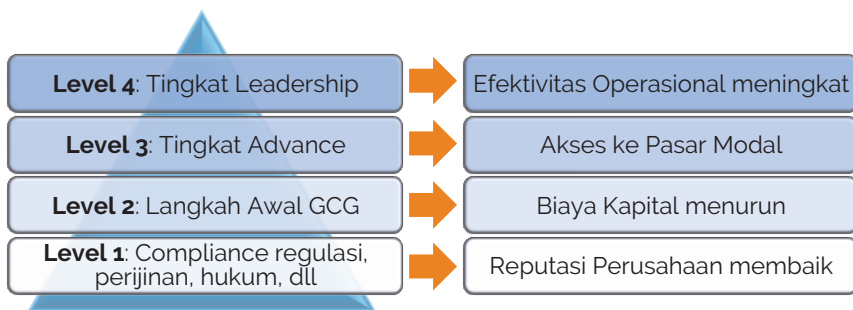 Level 4: Tingkat Leadership
Efektivitas Operasional meningkat
Level 3: Tingkat Advance
Akses ke Pasar Modal
Level 2: Langkah Awal GCG
Biaya Kapital menurun
Level 1: Compliance regulasi,
perijinan, hukum, dll
Reputasi Perusahaan membaik